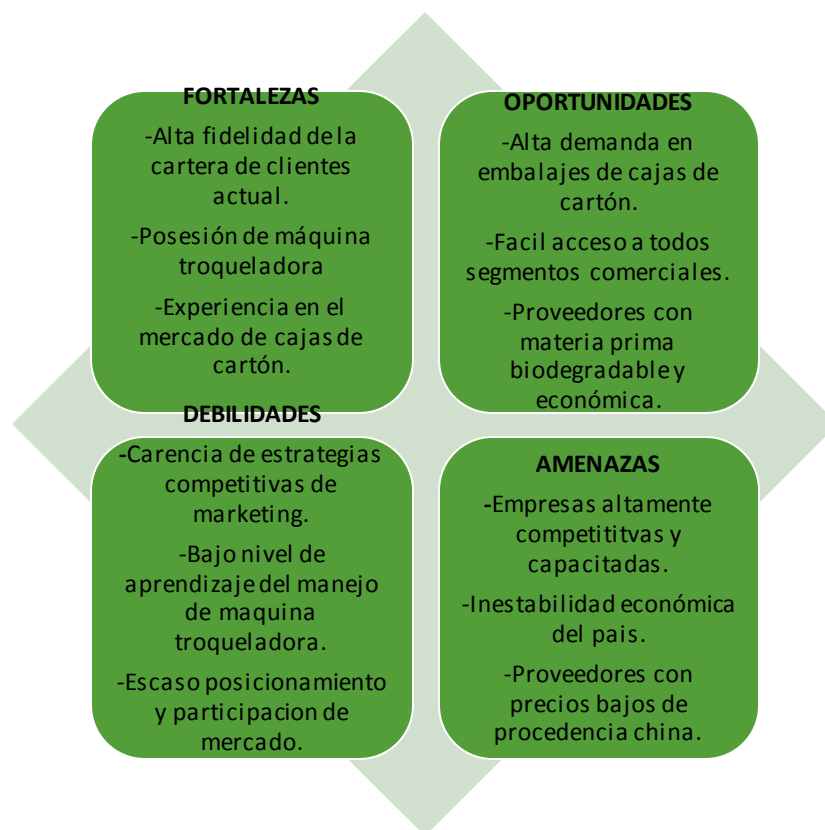 FORTALEZAS
-Alta fidelidad de la
cartera de clientes
actual.
-Posesión de máquina
troqueladora
-Experiencia en el
mercado de cajas de
cartón.
OPORTUNIDADES
-Alta demanda en
embalajes de cajas de
cartón.
-Facil acceso a todos
segmentos comerciales.
-Proveedores con
materia prima
biodegradable y
económica.
DEBILIDADES
-Carencia de estrategias
competitivas de
marketing.
-Bajo nivel de
aprendizaje del manejo
de maquina
troqueladora.
-Escaso posicionamiento
y participacion de
mercado.
AMENAZAS
-Empresas altamente
competititvas y
capacitadas.
-Inestabilidad económica
del pais.
-Proveedores con
precios bajos de
procedencia china.